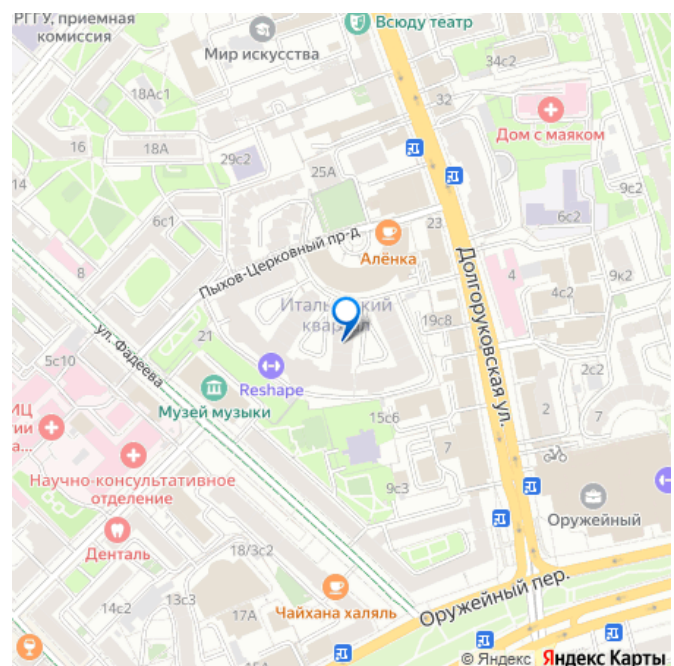 РГГУ, приемная
комиссия
Всюду театр
Мир искусства
34с2
18Ас1
32
Дом с маяком
16
18А
29с2
25А
14
9с2
6с1
6с2
23
Алёнка
Пыхов-Церковный пр-д
8
4
9к2
Долгоруковская ул.
Итальянский
квартал
4с2
19с8
ул. Фадеева
21
5с10
2с2
Reshape
Музей музыки
15с6
2
7
7
Научно-консультативное
отделение
9с3
Оружейный
Денталь
18/3с2
Оружейный пер.
14с2
13с3
17А
Чайхана халяль
© Яндекс Яндекс Карты